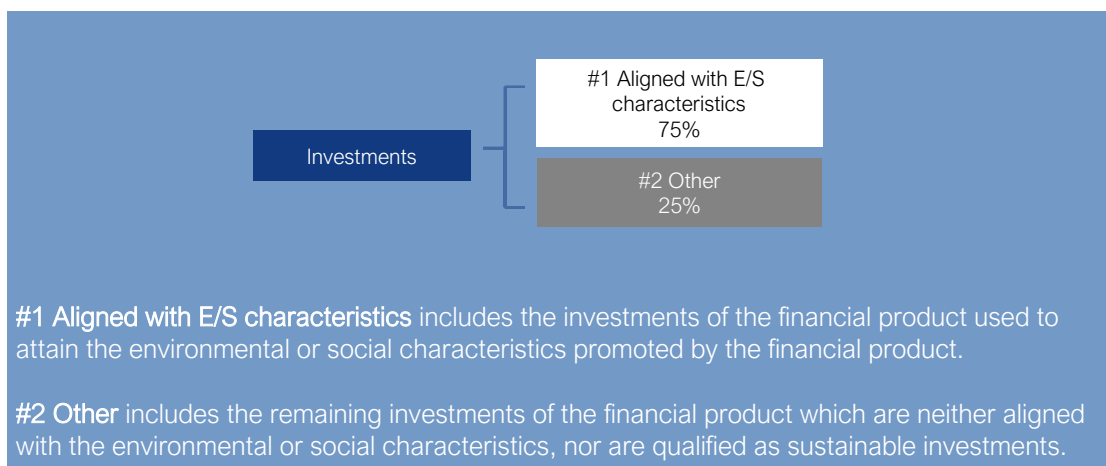 #1 Aligned with E/S
characteristics
75%
Investments
#2 Other
25%
#1 Aligned with E/S characteristics includes the investments of the financial product used to
attain the environmental or social characteristics promoted by the financial product.
#2 Other includes the remaining investments of the financial product which are neither aligned
with the environmental or social characteristics, nor are qualified as sustainable investments.